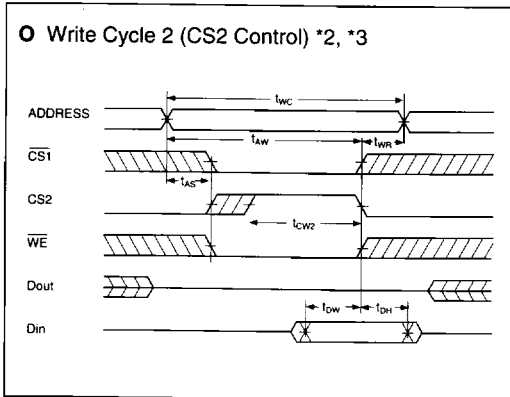 O Write Cycle 2 (CS2 Control) *2, *3
tWC
ADDRESS
tAW
tWR
CS1
tAS
CS2
tCW2
WE
Dout
tDW
tDH
Din